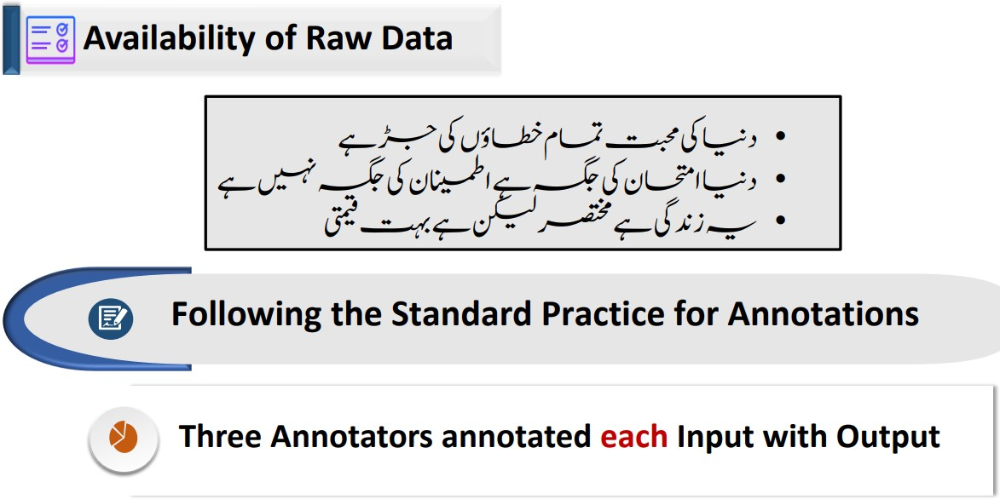 Availability of Raw Data
• دنیا کی محبت تمام خطاؤں کی جڑ ہے
• دنیا امتحان کی جگہ ہے اطمینان کی جگہ نہیں ہے
• یہ زندگی ہے مختصر لیکن ہے بہت قیمتی
Following the Standard Practice for Annotations
Three Annotators annotated each Input with Output